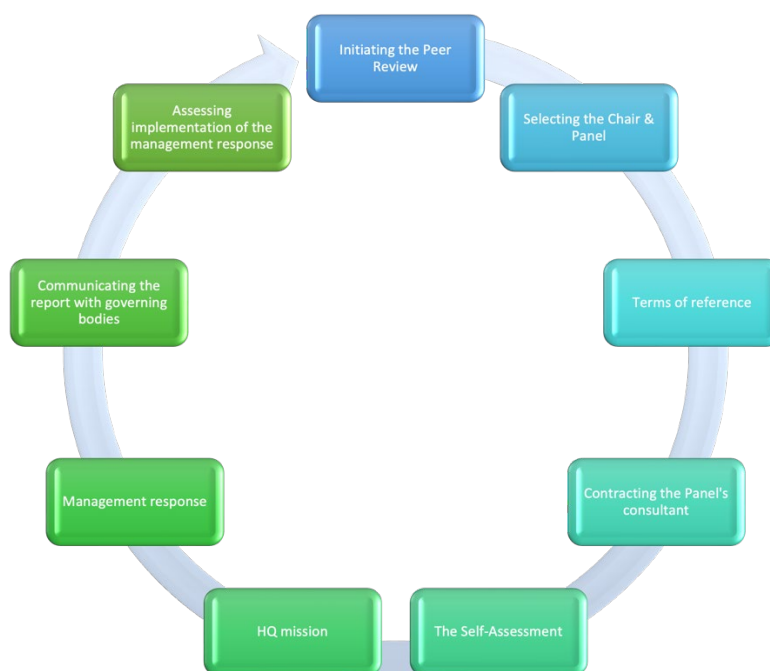 Initiating the Peer
Review
Selecting the Chair &
Panel
Terms of reference
Contracting the Panel's
consultant
The Self-Assessment
HQ mission
Management response
Communicating the
report with governing
bodies
Assessing
implementation of the
management response